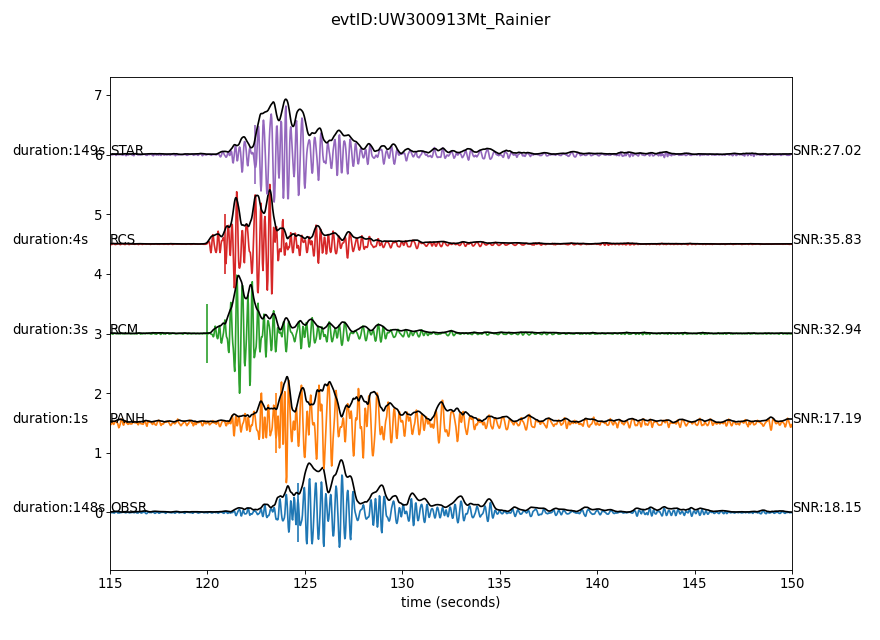 evtID:UW300913Mt_Rainier
7
duration:149s STAR SNR:27.02
6
5
duration:4s RCS SNR:35.83
4
duration:3s RCM SNR:32.94
3
2
duration:1s PANH SNR:17.19
1
duration:148s OBSR SNR:18.15
0
115 120 125 130 135 140 145 150
time (seconds)